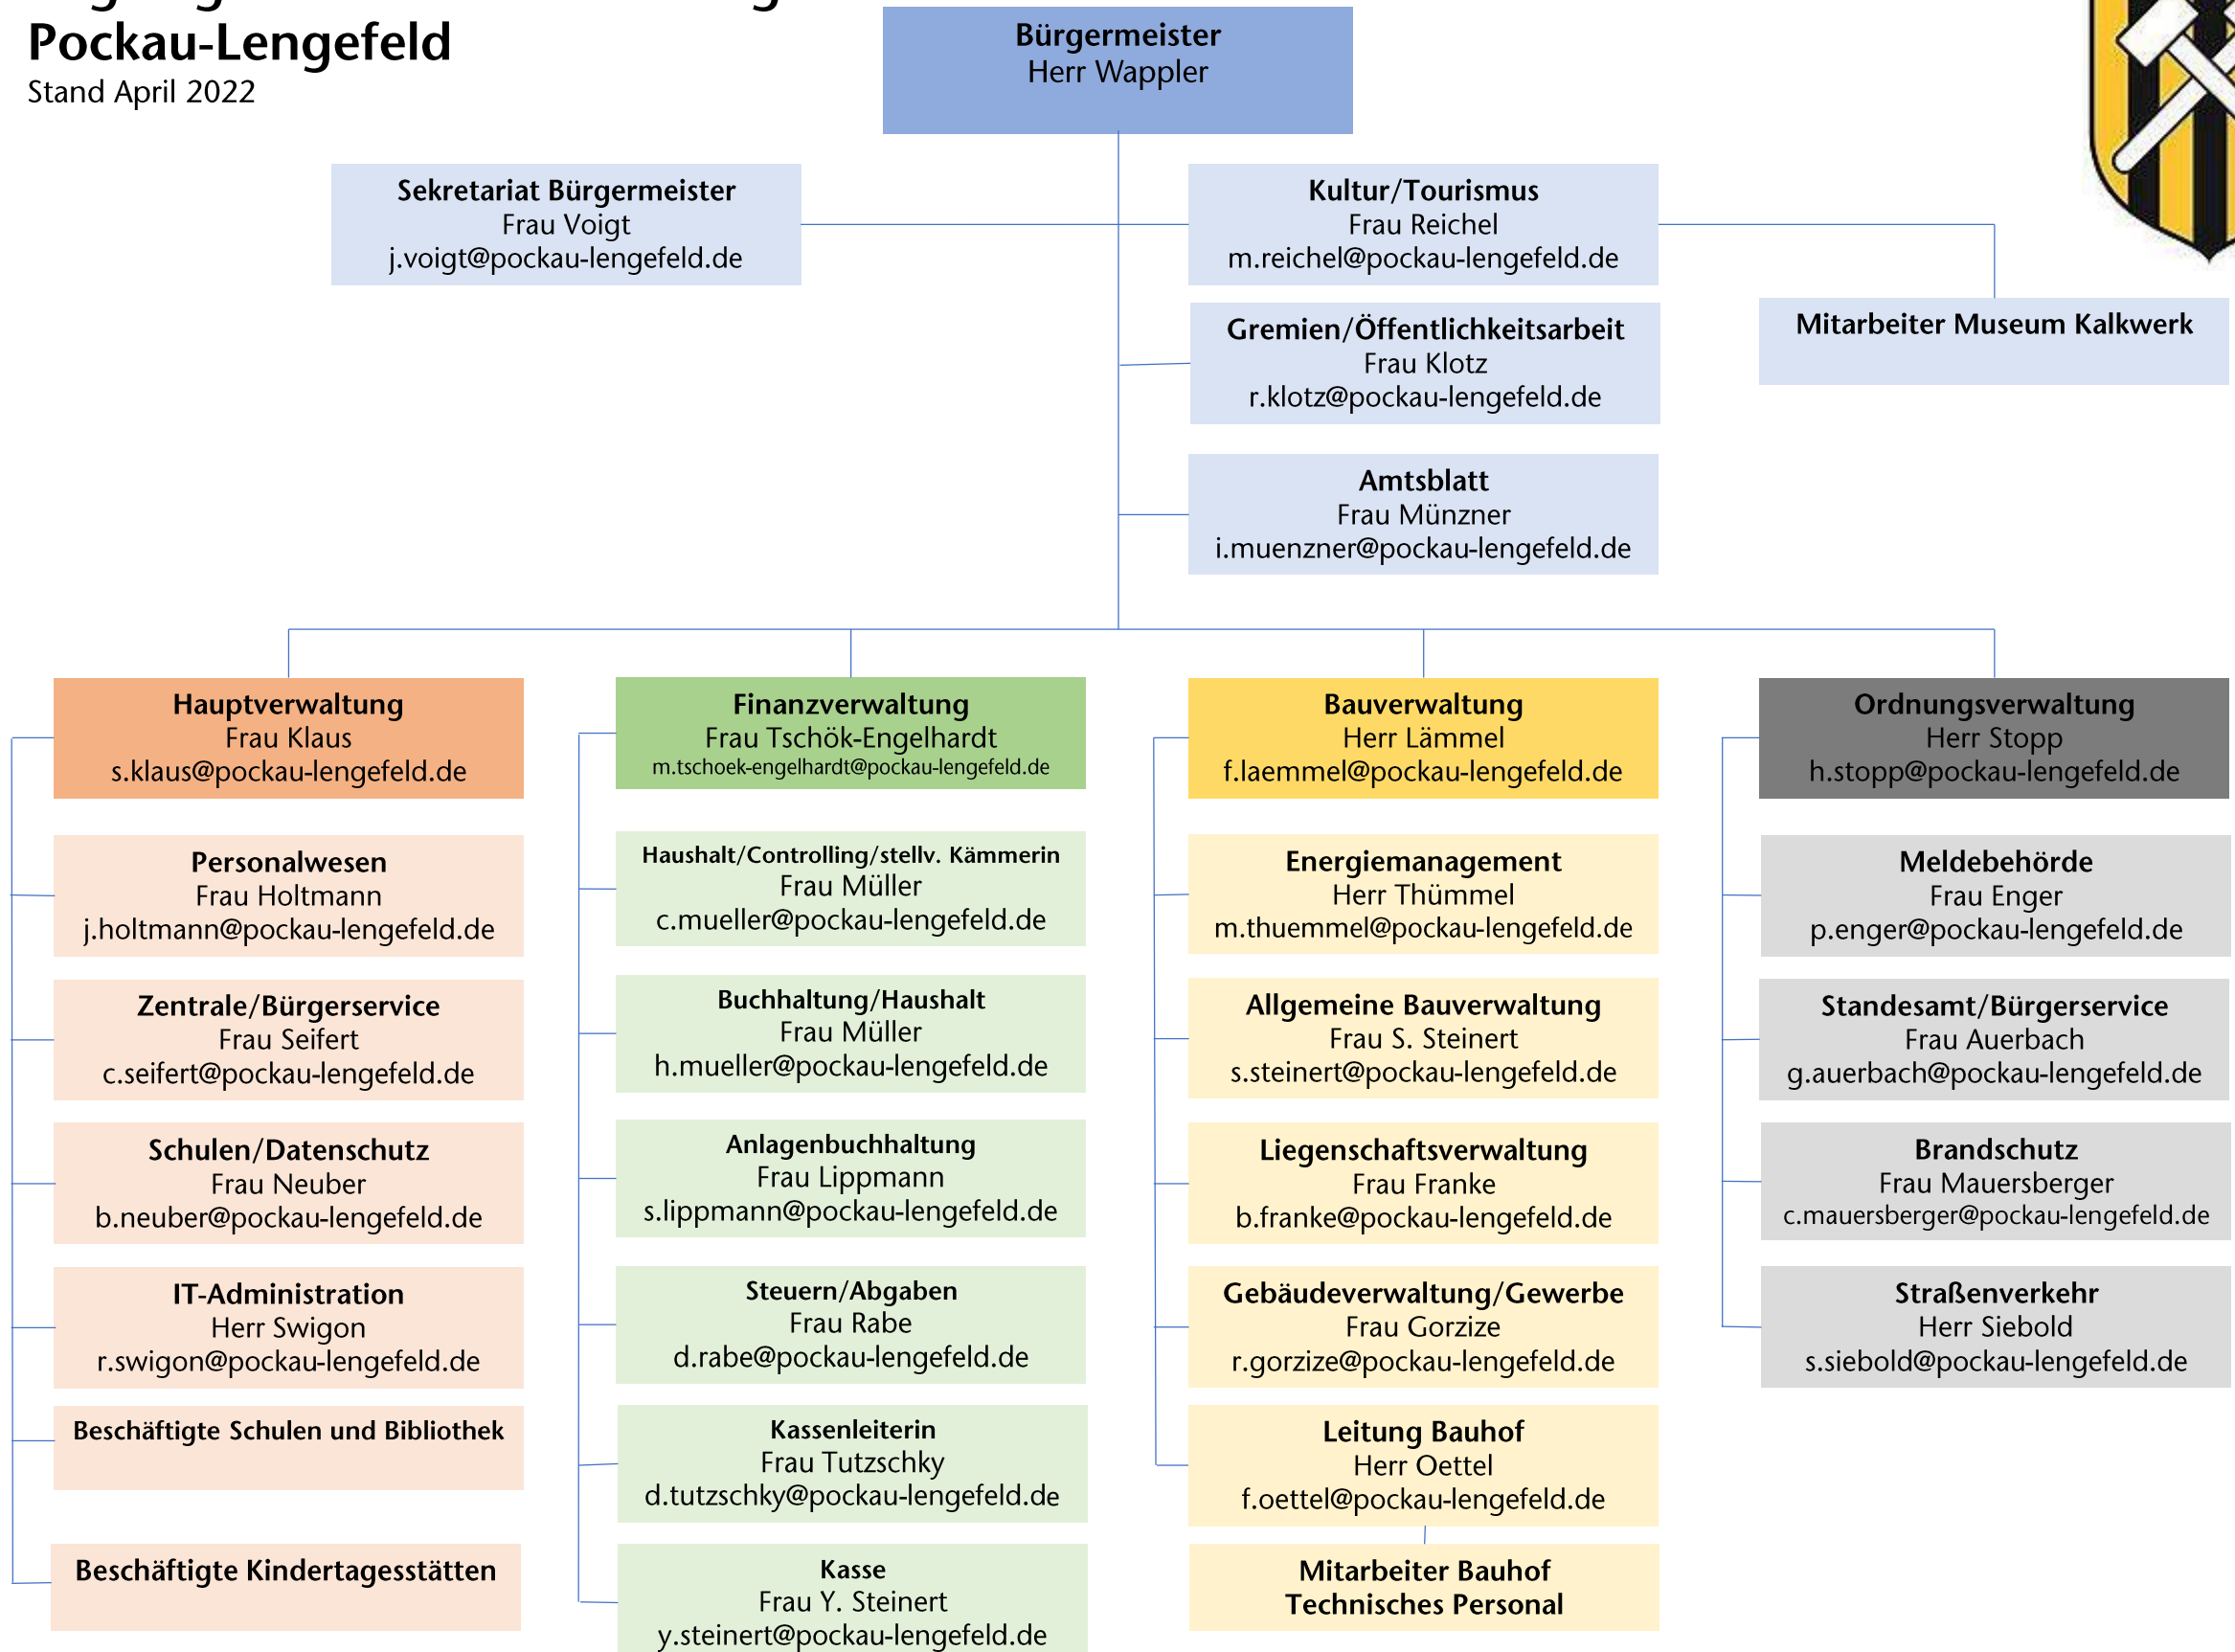 Pockau-Lengefeld
Stand April 2022
Bürgermeister
Herr Wappler
Sekretariat Bürgermeister
Frau Voigt
j.voigt@pockau-lengefeld.de
Kultur/Tourismus
Frau Reichel
m.reichel@pockau-lengefeld.de
Gremien/Öffentlichkeitsarbeit
Frau Klotz
r.klotz@pockau-lengefeld.de
Mitarbeiter Museum Kalkwerk
Amtsblatt
Frau Münzner
i.muenzner@pockau-lengefeld.de
Hauptverwaltung
Frau Klaus
s.klaus@pockau-lengefeld.de
Personalwesen
Frau Holtmann
j.holtmann@pockau-lengefeld.de
Zentrale/Bürgerservice
Frau Seifert
c.seifert@pockau-lengefeld.de
Schulen/Datenschutz
Frau Neuber
b.neuber@pockau-lengefeld.de
IT-Administration
Herr Swigon
r.swigon@pockau-lengefeld.de
Beschäftigte Schulen und Bibliothek
Beschäftigte Kindertagesstätten
Finanzverwaltung
Frau Tschök-Engelhardt
m.tschoek-engelhardt@pockau-lengefeld.de
Haushalt/Controlling/stellv. Kämmerin
Frau Müller
c.mueller@pockau-lengefeld.de
Buchhaltung/Haushalt
Frau Müller
h.mueller@pockau-lengefeld.de
Anlagenbuchhaltung
Frau Lippmann
s.lippmann@pockau-lengefeld.de
Steuern/Abgaben
Frau Rabe
d.rabe@pockau-lengefeld.de
Kassenleiterin
Frau Tutzschky
d.tutzschky@pockau-lengefeld.de
Kasse
Frau Y. Steinert
y.steinert@pockau-lengefeld.de
Bauverwaltung
Herr Lämmel
f.laemmel@pockau-lengefeld.de
Energiemanagement
Herr Thümmel
m.thuemmel@pockau-lengefeld.de
Allgemeine Bauverwaltung
Frau S. Steinert
s.steinert@pockau-lengefeld.de
Liegenschaftsverwaltung
Frau Franke
b.franke@pockau-lengefeld.de
Gebäudeverwaltung/Gewerbe
Frau Gorzize
r.gorzize@pockau-lengefeld.de
Leitung Bauhof
Herr Oettel
f.oettel@pockau-lengefeld.de
Mitarbeiter Bauhof
Technisches Personal
Ordnungsverwaltung
Herr Stopp
h.stopp@pockau-lengefeld.de
Meldebehörde
Frau Enger
p.enger@pockau-lengefeld.de
Standesamt/Bürgerservice
Frau Auerbach
g.auerbach@pockau-lengefeld.de
Brandschutz
Frau Mauersberger
c.mauersberger@pockau-lengefeld.de
Straßenverkehr
Herr Siebold
s.siebold@pockau-lengefeld.de